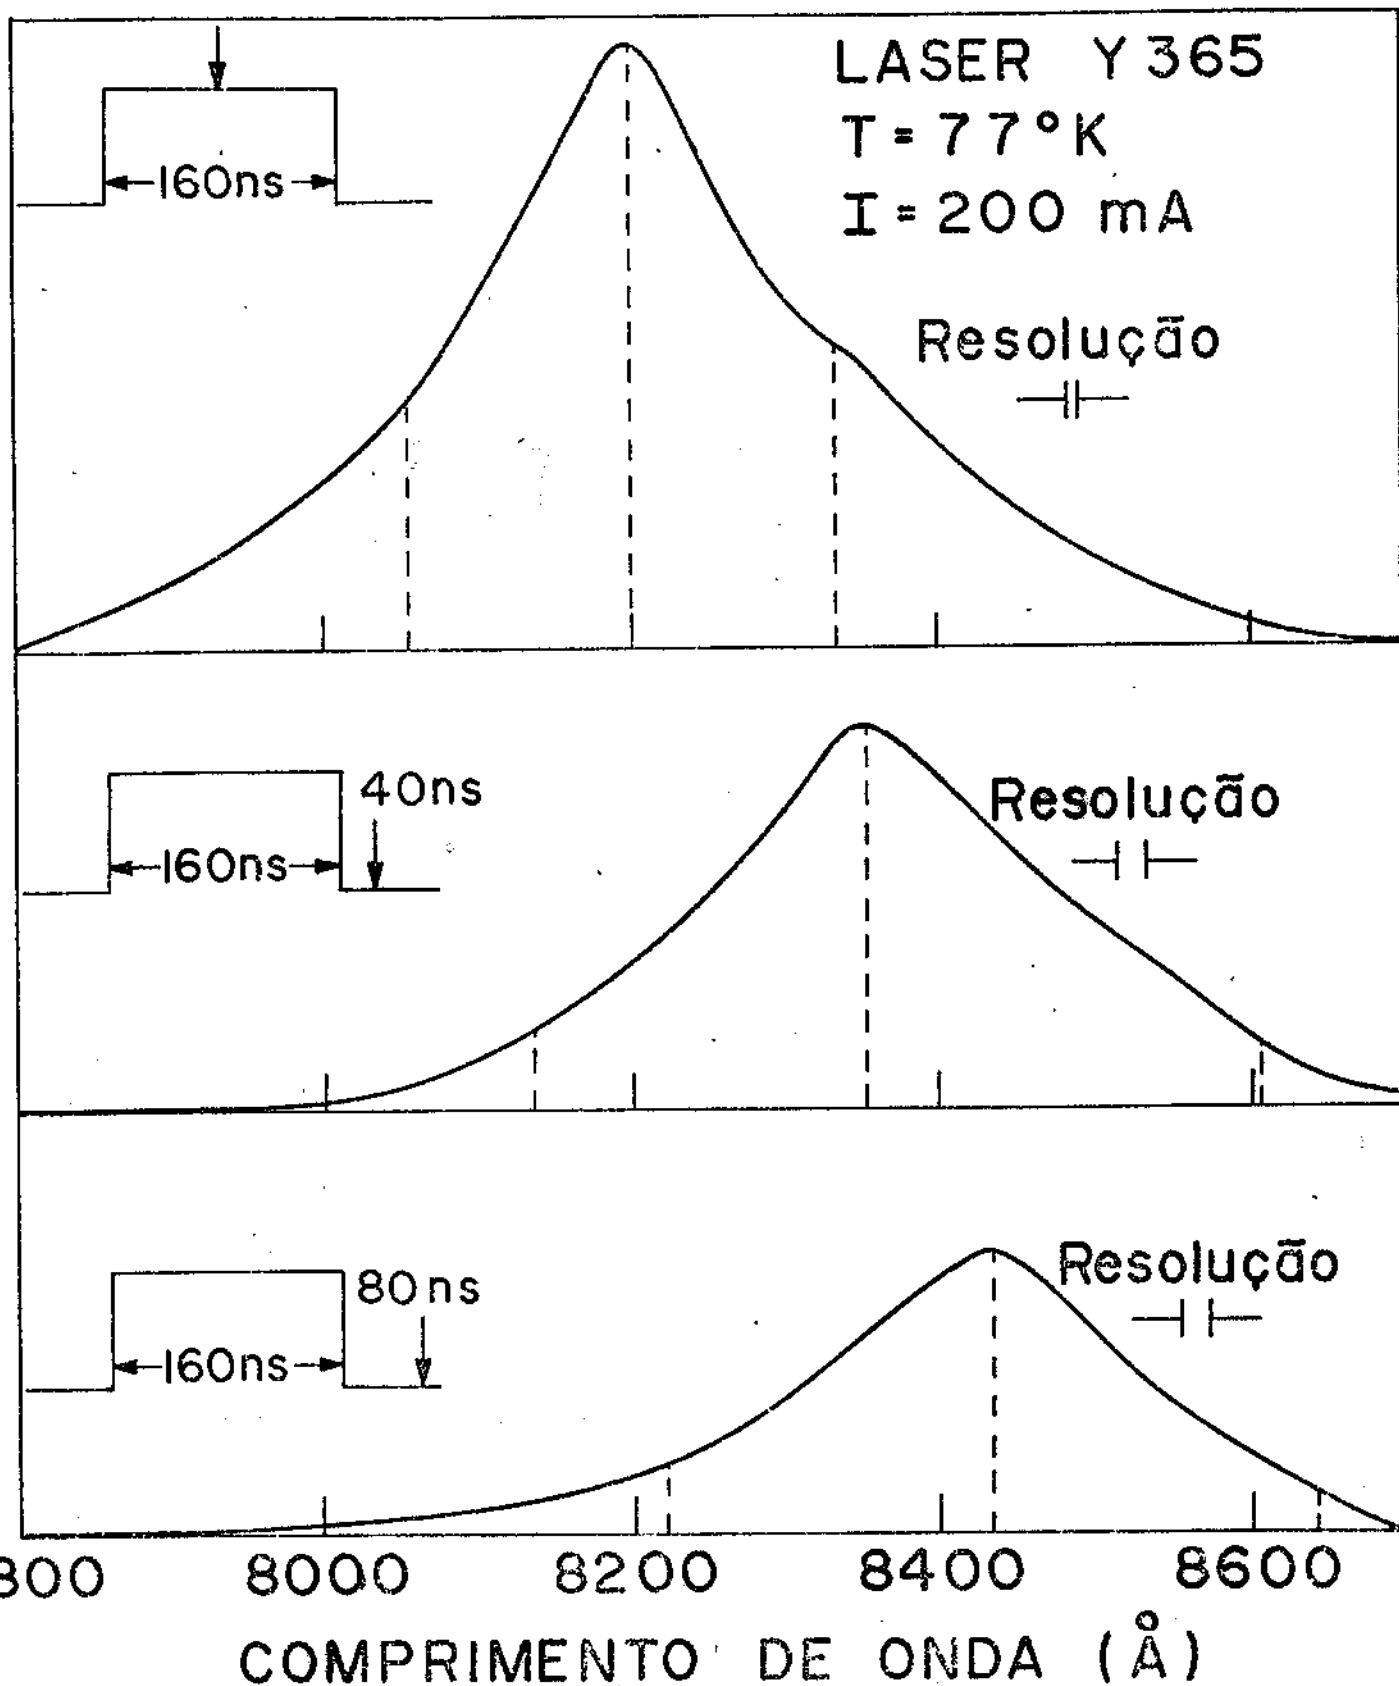 LASER Y365
T = 77°K
I = 200 mA
160ns
Resolução
40ns
160ns
Resolução
80ns
160ns
Resolução
800 8000 8200 8400 8600
COMPRIMENTO DE ONDA (Å)